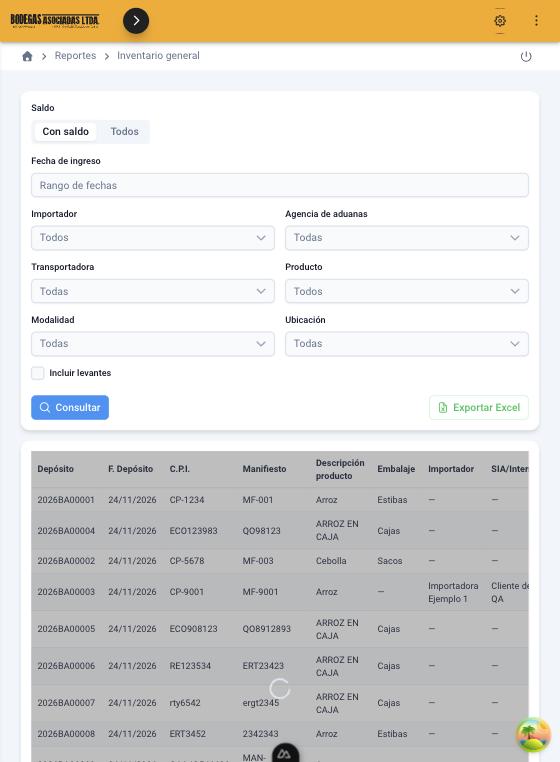 BODEGAS ASOCIADAS LTDA.
Reportes
Inventario general
Saldo
Con saldo Todos
Fecha de ingreso
Rango de fechas
Importador Agencia de aduanas
Todos Todas
Transportadora Producto
Todas Todos
Modalidad Ubicación
Todas Todas
Incluir levantes
Consultar Exportar Excel
Depósito F. Depósito C.P.I. Manifiesto Descripción producto Embalaje Importador SIA/Inter
2026BA00001 24/11/2026 CP-1234 MF-001 Arroz Estibas — —
2026BA00004 24/11/2026 ECO123983 QO98123 ARROZ EN CAJA Cajas — —
2026BA00002 24/11/2026 CP-5678 MF-003 Cebolla Sacos — —
2026BA00003 24/11/2026 CP-9001 MF-9001 Arroz — Importadora Ejemplo 1 Cliente de QA
2026BA00005 24/11/2026 ECO908123 QO8912893 ARROZ EN CAJA Cajas — —
2026BA00006 24/11/2026 RE123534 ERT23423 ARROZ EN CAJA Cajas — —
2026BA00007 24/11/2026 rty6542 ergt2345 ARROZ EN CAJA Cajas — —
2026BA00008 24/11/2026 ERT3452 2342343 Arroz Estibas — —
MAN-